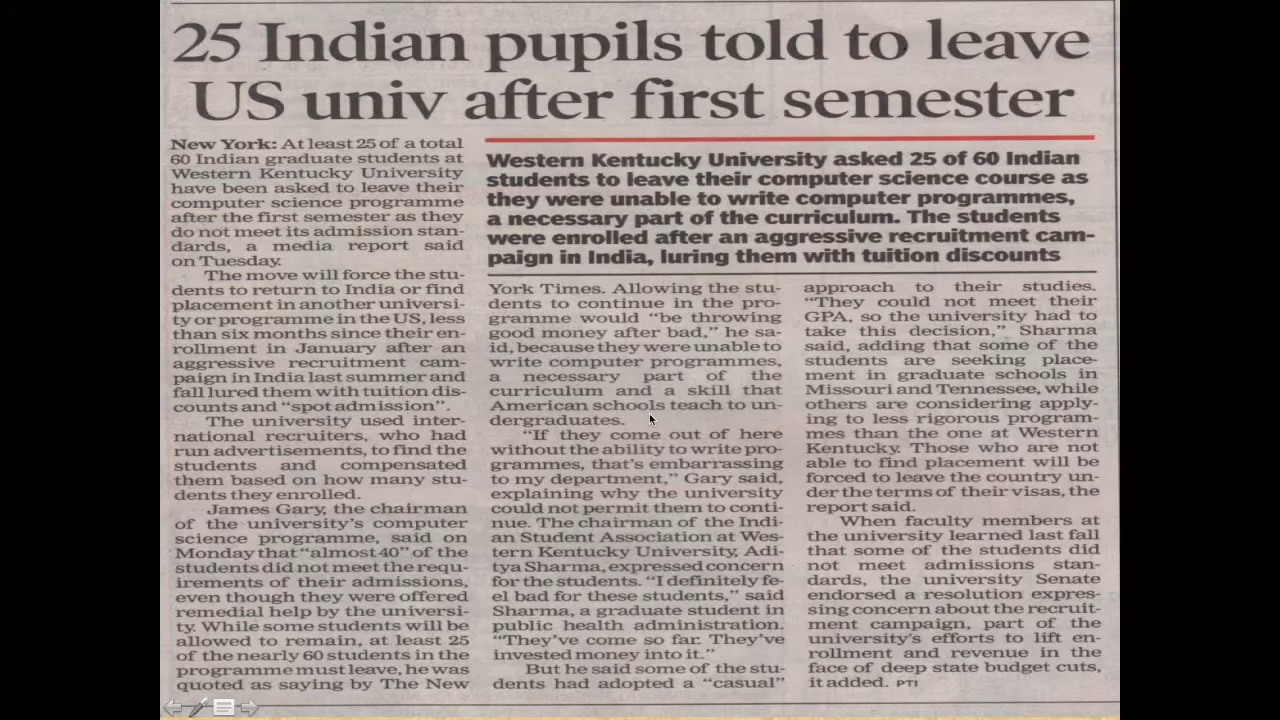 25 Indian pupils told to leave
US univ after first semester
New York: At least 25 of a total
60 Indian graduate students at
Western Kentucky University
have been asked to leave their
computer science programme
after the first semester as they
do not meet its admission stan-
dards, a media report said
on Tuesday.
The move will force the stu-
dents to return to India or find
placement in another universi-
ty or programme in the US, less
than six months since their en-
rollment in January after an
aggressive recruitment cam-
paign in India last summer and
fall lured them with tuition dis-
counts and “spot admission”.
The university used inter-
national recruiters, who had
run advertisements, to find the
students and compensated
them based on how many stu-
dents they enrolled.
James Gary, the chairman
of the university’s computer
science programme, said on
Monday that “almost 40” of the
students did not meet the requ-
irements of their admissions,
even though they were offered
remedial help by the universi-
ty. While some students will be
allowed to remain, at least 25
of the nearly 60 students in the
programme must leave, he was
quoted as saying by The New
Western Kentucky University asked 25 of 60 Indian
students to leave their computer science course as
they were unable to write computer programmes,
a necessary part of the curriculum. The students
were enrolled after an aggressive recruitment cam-
paign in India, luring them with tuition discounts
York Times. Allowing the stu-
dents to continue in the pro-
gramme would “be throwing
good money after bad,” he sa-
id, because they were unable to
write computer programmes,
a necessary part of the
curriculum and a skill that
American schools teach to un-
dergraduates.
“If they come out of here
without the ability to write pro-
grammes, that’s embarrassing
to my department,” Gary said,
explaining why the university
could not permit them to conti-
nue. The chairman of the Indi-
an Student Association at Wes-
tern Kentucky University, Adi-
tya Sharma, expressed concern
for the students. “I definitely fe-
el bad for these students,” said
Sharma, a graduate student in
public health administration.
“They’ve come so far. They’ve
invested money into it.”
But he said some of the stu-
dents had adopted a “casual”
approach to their studies.
“They could not meet their
GPA, so the university had to
take this decision,” Sharma
said, adding that some of the
students are seeking place-
ment in graduate schools in
Missouri and Tennessee, while
others are considering apply-
ing to less rigorous program-
mes than the one at Western
Kentucky. Those who are not
able to find placement will be
forced to leave the country un-
der the terms of their visas, the
report said.
When faculty members at
the university learned last fall
that some of the students did
not meet admissions stan-
dards, the university Senate
endorsed a resolution expres-
sing concern about the recruit-
ment campaign, part of the
university’s efforts to lift en-
rollment and revenue in the
face of deep state budget cuts,
it added. PTI